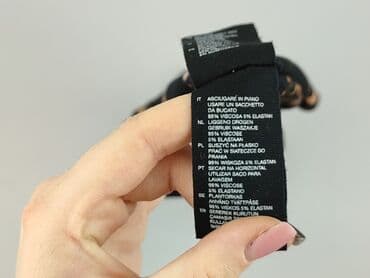 IT ASCIUGARE IN PIANO
USARE UN SACCHETTO
DA BUCATO
95% VISCOSA 5% ELASTAN
NL LIGGEND DROGEN
GEBRUIK WASZAKJE
95% VISCOSE
5% ELASTAAN
PL SUSZYĆ NA PŁASKO
PRAĆ W SIATECZCE DO
PRANIA
95% WISKOZA 5% ELASTAN
PT SECAR NA HORIZONTAL
UTILIZAR SACO PARA
LAVAGEM
95% VISCOSE
5% ELASTANO
SE PLANTORKAS
ANVÄND TVÄTTPÅSE
95% VISKOS 5% ELASTAN
SEREREK KURUTUN